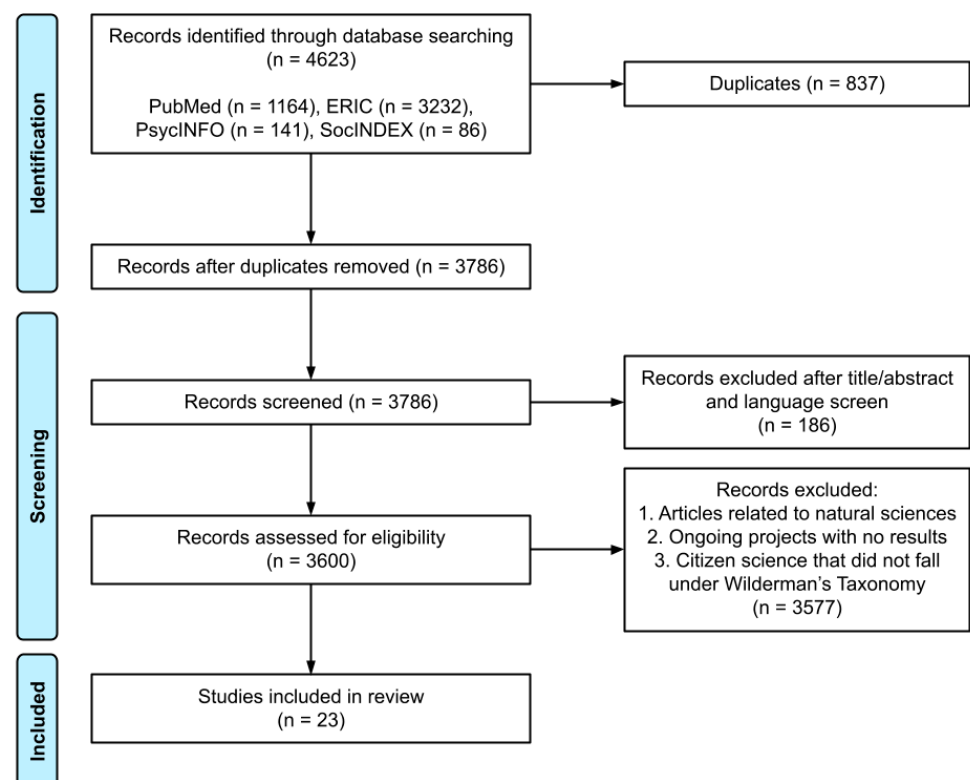 Identification
Records identified through database searching
(n = 4623)
PubMed (n = 1164), ERIC (n = 3232),
PsycINFO (n = 141), SocINDEX (n = 86)
Duplicates (n = 837)
Records after duplicates removed (n = 3786)
Screening
Records screened (n = 3786)
Records excluded after title/abstract
and language screen
(n = 186)
Records assessed for eligibility
(n = 3600)
Records excluded:
1. Articles related to natural sciences
2. Ongoing projects with no results
3. Citizen science that did not fall
under Wilderman's Taxonomy
(n = 3577)
Included
Studies included in review
(n = 23)